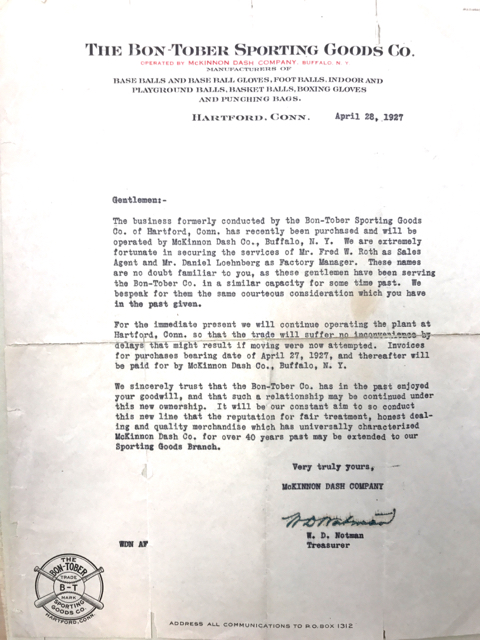 THE BON-TOBER SPORTING GOODS CO.
OPERATED BY MCKINNON DASH COMPANY, BUFFALO, N. Y.
MANUFACTURERS OF
BASE BALLS AND BASE BALL GLOVES, FOOT BALLS, INDOOR AND
PLAYGROUND BALLS, BASKET BALLS, BOXING GLOVES
AND PUNCHING BAGS.
HARTFORD, CONN. April 28, 1927
Gentlemen:-
The business formerly conducted by the Bon-Tober Sporting Goods
Co. of Hartford, Conn. has recently been purchased and will be
operated by McKinnon Dash Co., Buffalo, N. Y. We are extremely
fortunate in securing the services of Mr. Fred W. Roth as Sales
Agent and Mr. Daniel Loehnberg as Factory Manager. These names
are no doubt familiar to you, as these gentlemen have been serving
the Bon-Tober Co. in a similar capacity for some time past. We
bespeak for them the same courteous consideration which you have
in the past given.
For the immediate present we will continue operating the plant at
Hartford, Conn. so that the trade will suffer no inconvenience by
delays that might result if moving were now attempted. Invoices
for purchases bearing date of April 27, 1927, and thereafter will
be paid for by McKinnon Dash Co., Buffalo, N. Y.
We sincerely trust that the Bon-Tober Co. has in the past enjoyed
your goodwill, and that such a relationship may be continued under
this new ownership. It will be our constant aim to so conduct
this new line that the reputation for fair treatment, honest deal-
ing and quality merchandise which has universally characterized
McKinnon Dash Co. for over 40 years past may be extended to our
Sporting Goods Branch.
Very truly yours,
McKINNON DASH COMPANY
W D Notman
W. D. Notman
Treasurer
WDN AF
THE
BON-TOBER
TRADE
B-T
MARK
SPORTING
GOODS CO.
HARTFORD, CONN.
ADDRESS ALL COMMUNICATIONS TO P.O. BOX 1312